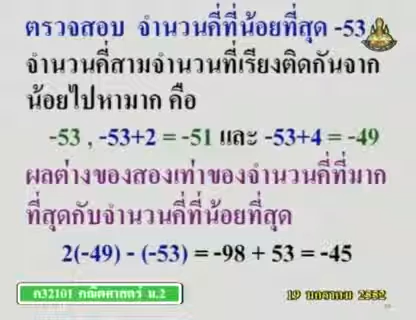 ตรวจสอบ จำนวนคี่ที่น้อยที่สุด -53
จำนวนคี่สามจำนวนที่เรียงติดกันจาก
น้อยไปหามาก คือ
-53 , -53+2 = -51 และ -53+4 = -49
ผลต่างของสองเท่าของจำนวนคี่ที่มาก
ที่สุดกับจำนวนคี่ที่น้อยที่สุด
2(-49) - (-53) = -98 + 53 = -45
ค32101 คณิตศาสตร์ ม.2
19 มกราคม 2552